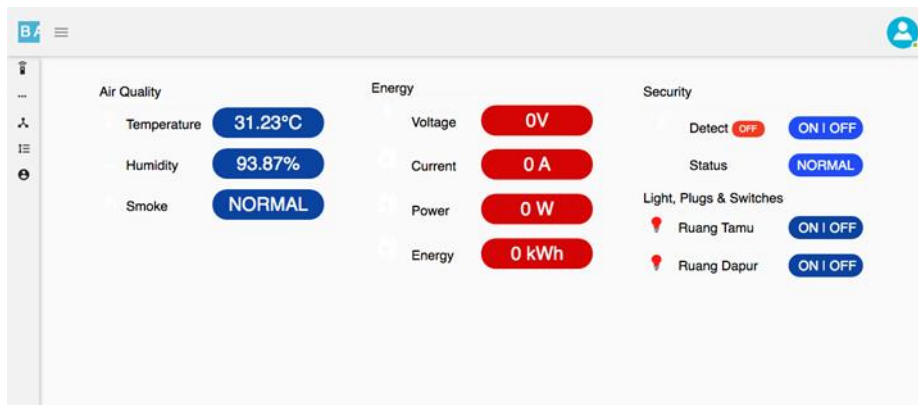 BA
Air Quality
Temperature 31.23°C
Humidity 93.87%
Smoke NORMAL
Energy
Voltage 0V
Current 0 A
Power 0 W
Energy 0 kWh
Security
Detect OFF ON | OFF
Status NORMAL
Light, Plugs & Switches
Ruang Tamu ON | OFF
Ruang Dapur ON | OFF